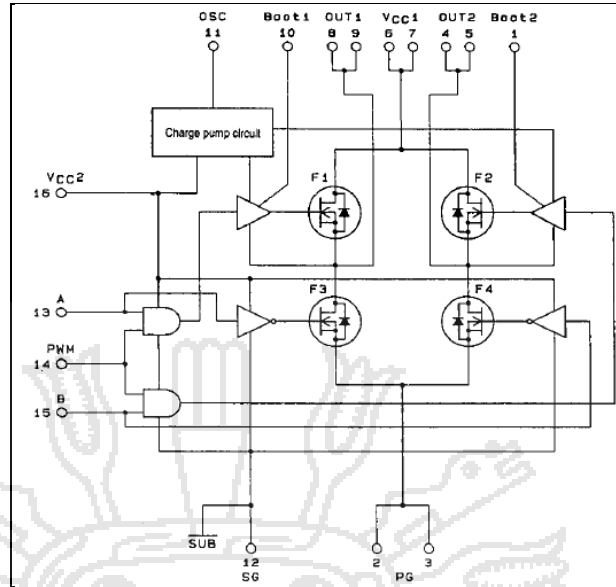 OSC Boot1 OUT1 VCC1 OUT2 Boot2
11 10 8 9 6 7 4 5 1
Charge pump circuit
VCC2
16
F1 F2
A
13
F3 F4
PWM
14
B
15
SUB
12 2 3
SG PG